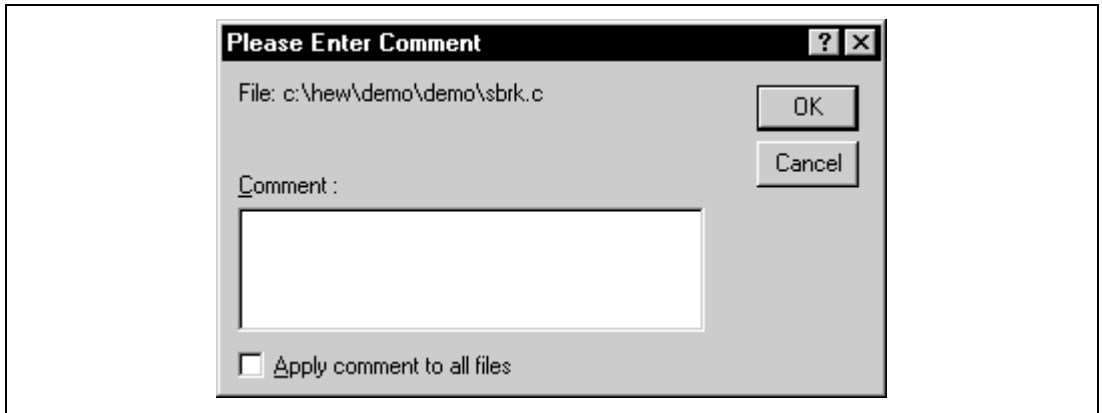 Please Enter Comment
File: c:\hew\demo\demo\sbrk.c
OK
Cancel
Comment :
Apply comment to all files